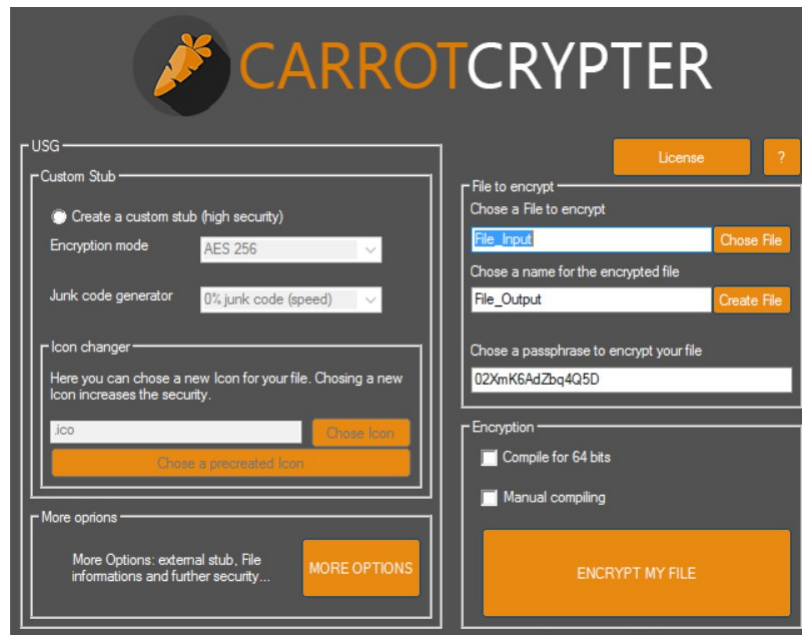 CARROTCRYPTER
USG
Custom Stub
Create a custom stub (high security)
Encryption mode
AES 256
Junk code generator
0% junk code (speed)
Icon changer
Here you can chose a new Icon for your file. Chosing a new
Icon increases the security.
.ico
Chose Icon
Chose a precreated Icon
More oprions
More Options: external stub, File
informations and further security...
MORE OPTIONS
License
?
File to encrypt
Chose a File to encrypt
File_Input
Chose File
Chose a name for the encrypted file
File_Output
Create File
Chose a passphrase to encrypt your file
02XmK6AdZbq4Q5D
Encryption
Compile for 64 bits
Manual compiling
ENCRYPT MY FILE